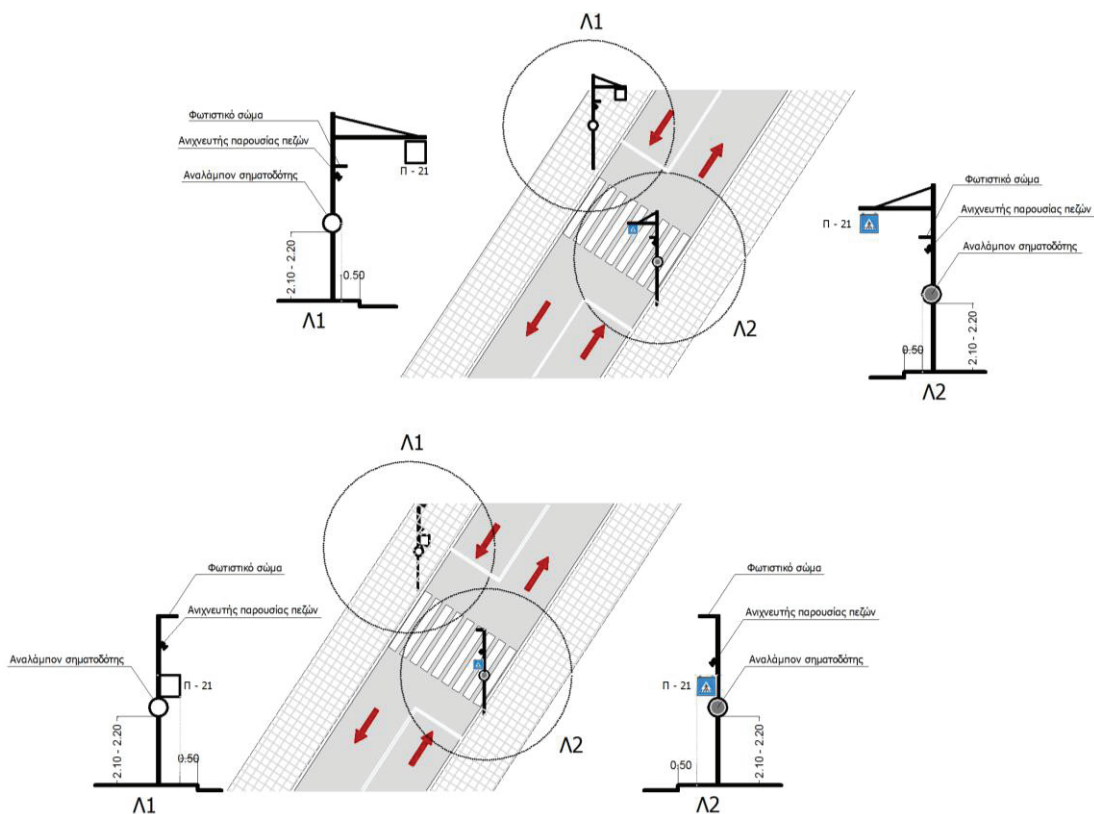 Λ1
Φωτιστικό σώμα
Ανιχνευτής παρουσίας πεζών
Αναλάμπον σηματοδότης
Π - 21
2.10 - 2.20
0.50
Λ1
Λ2
Φωτιστικό σώμα
Ανιχνευτής παρουσίας πεζών
Π - 21
Αναλάμπον σηματοδότης
0.50
2.10 - 2.20
Λ2
Λ1
Φωτιστικό σώμα
Ανιχνευτής παρουσίας πεζών
Αναλάμπον σηματοδότης
Π - 21
2.10 - 2.20
0.50
Λ1
Λ2
Φωτιστικό σώμα
Ανιχνευτής παρουσίας πεζών
Αναλάμπον σηματοδότης
Π - 21
0.50
2.10 - 2.20
Λ2